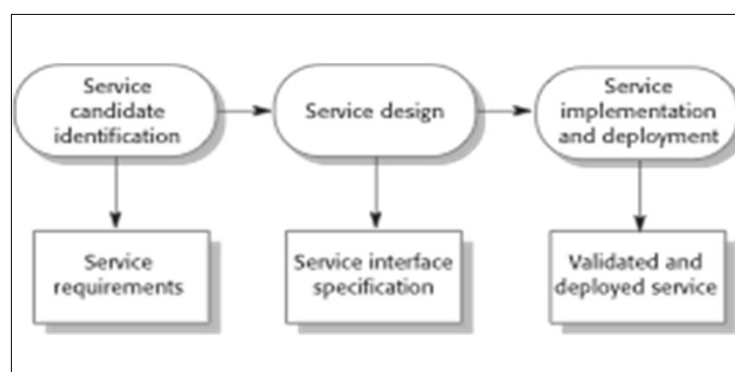 Service
candidate
identification
Service design
Service
implementation
and deployment
Service
requirements
Service interface
specification
Validated and
deployed service